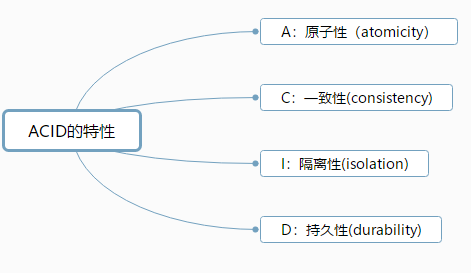 ACID的特性
A：原子性（atomicity）
C：一致性(consistency)
I：隔离性(isolation)
D：持久性(durability)